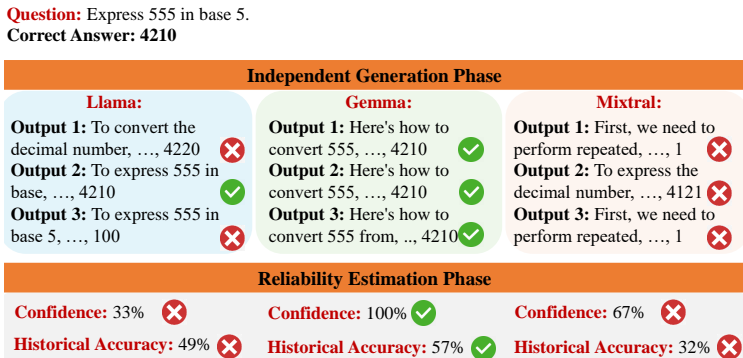 Question: Express 555 in base 5.
Correct Answer: 4210
Independent Generation Phase
Llama:
Output 1: To convert the
decimal number, …, 4220
Output 2: To express 555 in
base, …, 4210
Output 3: To express 555 in
base 5, …, 100
Gemma:
Output 1: Here's how to
convert 555, …, 4210
Output 2: Here's how to
convert 555, …, 4210
Output 3: Here's how to
convert 555 from, .., 4210
Mixtral:
Output 1: First, we need to
perform repeated, …, 1
Output 2: To express the
decimal number, …, 4121
Output 3: First, we need to
perform repeated, …, 1
Reliability Estimation Phase
Confidence: 33%
Historical Accuracy: 49%
Confidence: 100%
Historical Accuracy: 57%
Confidence: 67%
Historical Accuracy: 32%